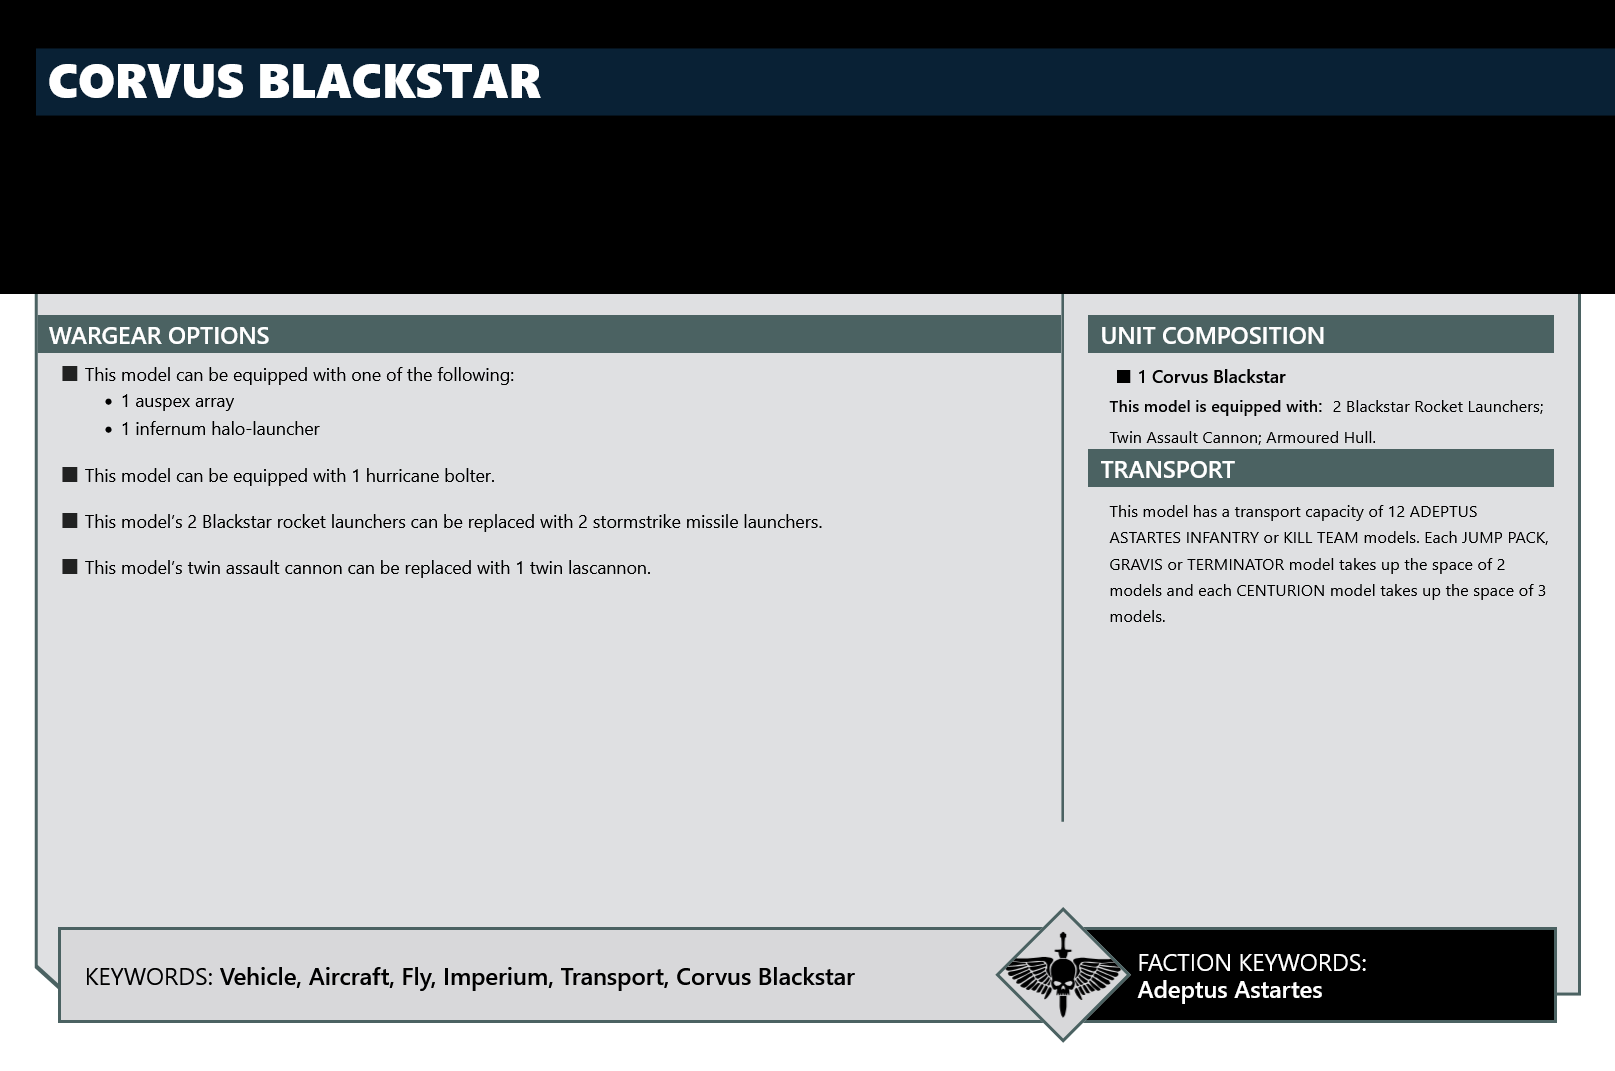 CORVUS BLACKSTAR
WARGEAR OPTIONS
■ This model can be equipped with one of the following:
• 1 auspex array
• 1 infernum halo-launcher
■ This model can be equipped with 1 hurricane bolter.
■ This model's 2 Blackstar rocket launchers can be replaced with 2 stormstrike missile launchers.
■ This model's twin assault cannon can be replaced with 1 twin lascannon.
UNIT COMPOSITION
■ 1 Corvus Blackstar
This model is equipped with: 2 Blackstar Rocket Launchers;
Twin Assault Cannon; Armoured Hull.
TRANSPORT
This model has a transport capacity of 12 ADEPTUS
ASTARTES INFANTRY or KILL TEAM models. Each JUMP PACK,
GRAVIS or TERMINATOR model takes up the space of 2
models and each CENTURION model takes up the space of 3
models.
KEYWORDS: Vehicle, Aircraft, Fly, Imperium, Transport, Corvus Blackstar
FACTION KEYWORDS:
Adeptus Astartes